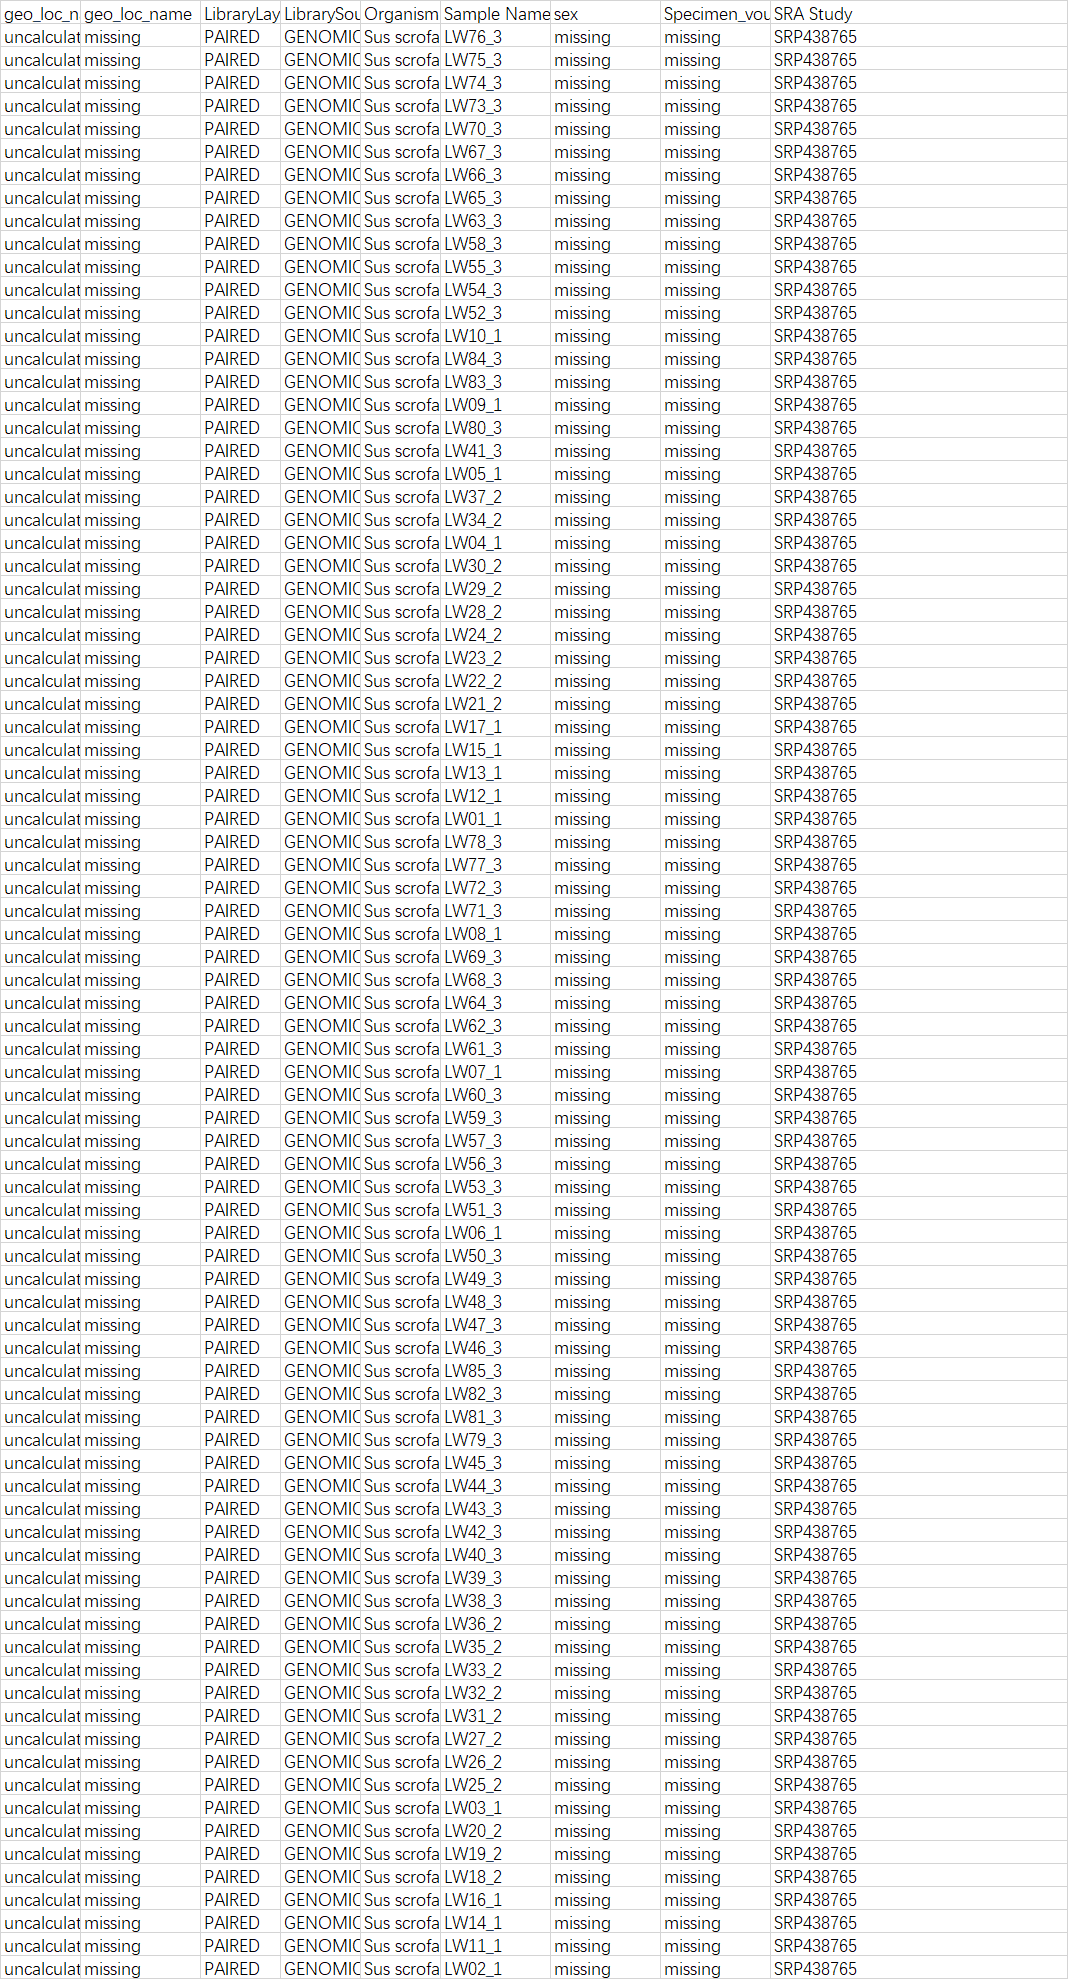 geo_loc_n geo_loc_name LibraryLay LibrarySou Organism Sample Name sex Specimen_vou SRA Study
uncalculat missing PAIRED GENOMIC Sus scrofa LW76_3 missing missing SRP438765
uncalculat missing PAIRED GENOMIC Sus scrofa LW75_3 missing missing SRP438765
uncalculat missing PAIRED GENOMIC Sus scrofa LW74_3 missing missing SRP438765
uncalculat missing PAIRED GENOMIC Sus scrofa LW73_3 missing missing SRP438765
uncalculat missing PAIRED GENOMIC Sus scrofa LW70_3 missing missing SRP438765
uncalculat missing PAIRED GENOMIC Sus scrofa LW67_3 missing missing SRP438765
uncalculat missing PAIRED GENOMIC Sus scrofa LW66_3 missing missing SRP438765
uncalculat missing PAIRED GENOMIC Sus scrofa LW65_3 missing missing SRP438765
uncalculat missing PAIRED GENOMIC Sus scrofa LW63_3 missing missing SRP438765
uncalculat missing PAIRED GENOMIC Sus scrofa LW58_3 missing missing SRP438765
uncalculat missing PAIRED GENOMIC Sus scrofa LW55_3 missing missing SRP438765
uncalculat missing PAIRED GENOMIC Sus scrofa LW54_3 missing missing SRP438765
uncalculat missing PAIRED GENOMIC Sus scrofa LW52_3 missing missing SRP438765
uncalculat missing PAIRED GENOMIC Sus scrofa LW10_1 missing missing SRP438765
uncalculat missing PAIRED GENOMIC Sus scrofa LW84_3 missing missing SRP438765
uncalculat missing PAIRED GENOMIC Sus scrofa LW83_3 missing missing SRP438765
uncalculat missing PAIRED GENOMIC Sus scrofa LW09_1 missing missing SRP438765
uncalculat missing PAIRED GENOMIC Sus scrofa LW80_3 missing missing SRP438765
uncalculat missing PAIRED GENOMIC Sus scrofa LW41_3 missing missing SRP438765
uncalculat missing PAIRED GENOMIC Sus scrofa LW05_1 missing missing SRP438765
uncalculat missing PAIRED GENOMIC Sus scrofa LW37_2 missing missing SRP438765
uncalculat missing PAIRED GENOMIC Sus scrofa LW34_2 missing missing SRP438765
uncalculat missing PAIRED GENOMIC Sus scrofa LW04_1 missing missing SRP438765
uncalculat missing PAIRED GENOMIC Sus scrofa LW30_2 missing missing SRP438765
uncalculat missing PAIRED GENOMIC Sus scrofa LW29_2 missing missing SRP438765
uncalculat missing PAIRED GENOMIC Sus scrofa LW28_2 missing missing SRP438765
uncalculat missing PAIRED GENOMIC Sus scrofa LW24_2 missing missing SRP438765
uncalculat missing PAIRED GENOMIC Sus scrofa LW23_2 missing missing SRP438765
uncalculat missing PAIRED GENOMIC Sus scrofa LW22_2 missing missing SRP438765
uncalculat missing PAIRED GENOMIC Sus scrofa LW21_2 missing missing SRP438765
uncalculat missing PAIRED GENOMIC Sus scrofa LW17_1 missing missing SRP438765
uncalculat missing PAIRED GENOMIC Sus scrofa LW15_1 missing missing SRP438765
uncalculat missing PAIRED GENOMIC Sus scrofa LW13_1 missing missing SRP438765
uncalculat missing PAIRED GENOMIC Sus scrofa LW12_1 missing missing SRP438765
uncalculat missing PAIRED GENOMIC Sus scrofa LW01_1 missing missing SRP438765
uncalculat missing PAIRED GENOMIC Sus scrofa LW78_3 missing missing SRP438765
uncalculat missing PAIRED GENOMIC Sus scrofa LW77_3 missing missing SRP438765
uncalculat missing PAIRED GENOMIC Sus scrofa LW72_3 missing missing SRP438765
uncalculat missing PAIRED GENOMIC Sus scrofa LW71_3 missing missing SRP438765
uncalculat missing PAIRED GENOMIC Sus scrofa LW08_1 missing missing SRP438765
uncalculat missing PAIRED GENOMIC Sus scrofa LW69_3 missing missing SRP438765
uncalculat missing PAIRED GENOMIC Sus scrofa LW68_3 missing missing SRP438765
uncalculat missing PAIRED GENOMIC Sus scrofa LW64_3 missing missing SRP438765
uncalculat missing PAIRED GENOMIC Sus scrofa LW62_3 missing missing SRP438765
uncalculat missing PAIRED GENOMIC Sus scrofa LW61_3 missing missing SRP438765
uncalculat missing PAIRED GENOMIC Sus scrofa LW07_1 missing missing SRP438765
uncalculat missing PAIRED GENOMIC Sus scrofa LW60_3 missing missing SRP438765
uncalculat missing PAIRED GENOMIC Sus scrofa LW59_3 missing missing SRP438765
uncalculat missing PAIRED GENOMIC Sus scrofa LW57_3 missing missing SRP438765
uncalculat missing PAIRED GENOMIC Sus scrofa LW56_3 missing missing SRP438765
uncalculat missing PAIRED GENOMIC Sus scrofa LW53_3 missing missing SRP438765
uncalculat missing PAIRED GENOMIC Sus scrofa LW51_3 missing missing SRP438765
uncalculat missing PAIRED GENOMIC Sus scrofa LW06_1 missing missing SRP438765
uncalculat missing PAIRED GENOMIC Sus scrofa LW50_3 missing missing SRP438765
uncalculat missing PAIRED GENOMIC Sus scrofa LW49_3 missing missing SRP438765
uncalculat missing PAIRED GENOMIC Sus scrofa LW48_3 missing missing SRP438765
uncalculat missing PAIRED GENOMIC Sus scrofa LW47_3 missing missing SRP438765
uncalculat missing PAIRED GENOMIC Sus scrofa LW46_3 missing missing SRP438765
uncalculat missing PAIRED GENOMIC Sus scrofa LW85_3 missing missing SRP438765
uncalculat missing PAIRED GENOMIC Sus scrofa LW82_3 missing missing SRP438765
uncalculat missing PAIRED GENOMIC Sus scrofa LW81_3 missing missing SRP438765
uncalculat missing PAIRED GENOMIC Sus scrofa LW79_3 missing missing SRP438765
uncalculat missing PAIRED GENOMIC Sus scrofa LW45_3 missing missing SRP438765
uncalculat missing PAIRED GENOMIC Sus scrofa LW44_3 missing missing SRP438765
uncalculat missing PAIRED GENOMIC Sus scrofa LW43_3 missing missing SRP438765
uncalculat missing PAIRED GENOMIC Sus scrofa LW42_3 missing missing SRP438765
uncalculat missing PAIRED GENOMIC Sus scrofa LW40_3 missing missing SRP438765
uncalculat missing PAIRED GENOMIC Sus scrofa LW39_3 missing missing SRP438765
uncalculat missing PAIRED GENOMIC Sus scrofa LW38_3 missing missing SRP438765
uncalculat missing PAIRED GENOMIC Sus scrofa LW36_2 missing missing SRP438765
uncalculat missing PAIRED GENOMIC Sus scrofa LW35_2 missing missing SRP438765
uncalculat missing PAIRED GENOMIC Sus scrofa LW33_2 missing missing SRP438765
uncalculat missing PAIRED GENOMIC Sus scrofa LW32_2 missing missing SRP438765
uncalculat missing PAIRED GENOMIC Sus scrofa LW31_2 missing missing SRP438765
uncalculat missing PAIRED GENOMIC Sus scrofa LW27_2 missing missing SRP438765
uncalculat missing PAIRED GENOMIC Sus scrofa LW26_2 missing missing SRP438765
uncalculat missing PAIRED GENOMIC Sus scrofa LW25_2 missing missing SRP438765
uncalculat missing PAIRED GENOMIC Sus scrofa LW03_1 missing missing SRP438765
uncalculat missing PAIRED GENOMIC Sus scrofa LW20_2 missing missing SRP438765
uncalculat missing PAIRED GENOMIC Sus scrofa LW19_2 missing missing SRP438765
uncalculat missing PAIRED GENOMIC Sus scrofa LW18_2 missing missing SRP438765
uncalculat missing PAIRED GENOMIC Sus scrofa LW16_1 missing missing SRP438765
uncalculat missing PAIRED GENOMIC Sus scrofa LW14_1 missing missing SRP438765
uncalculat missing PAIRED GENOMIC Sus scrofa LW11_1 missing missing SRP438765
uncalculat missing PAIRED GENOMIC Sus scrofa LW02_1 missing missing SRP438765